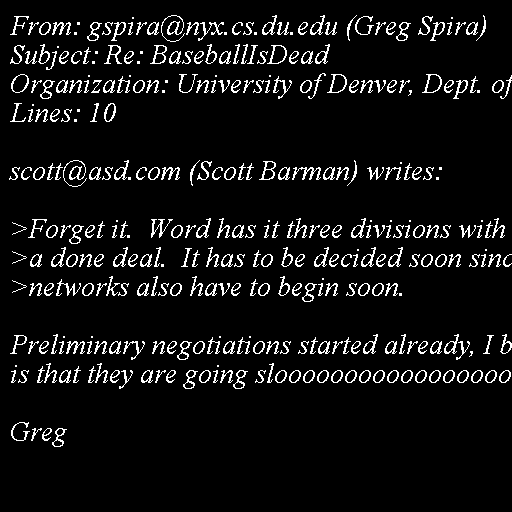 From: gspira@nyx.cs.du.edu (Greg Spira)
Subject: Re: BaseballIsDead
Organization: University of Denver, Dept. of
Lines: 10

scott@asd.com (Scott Barman) writes:

>Forget it.  Word has it three divisions with
>a done deal.  It has to be decided soon sinc
>networks also have to begin soon.

Preliminary negotiations started already, I b
is that they are going slooooooooooooooooo

Greg